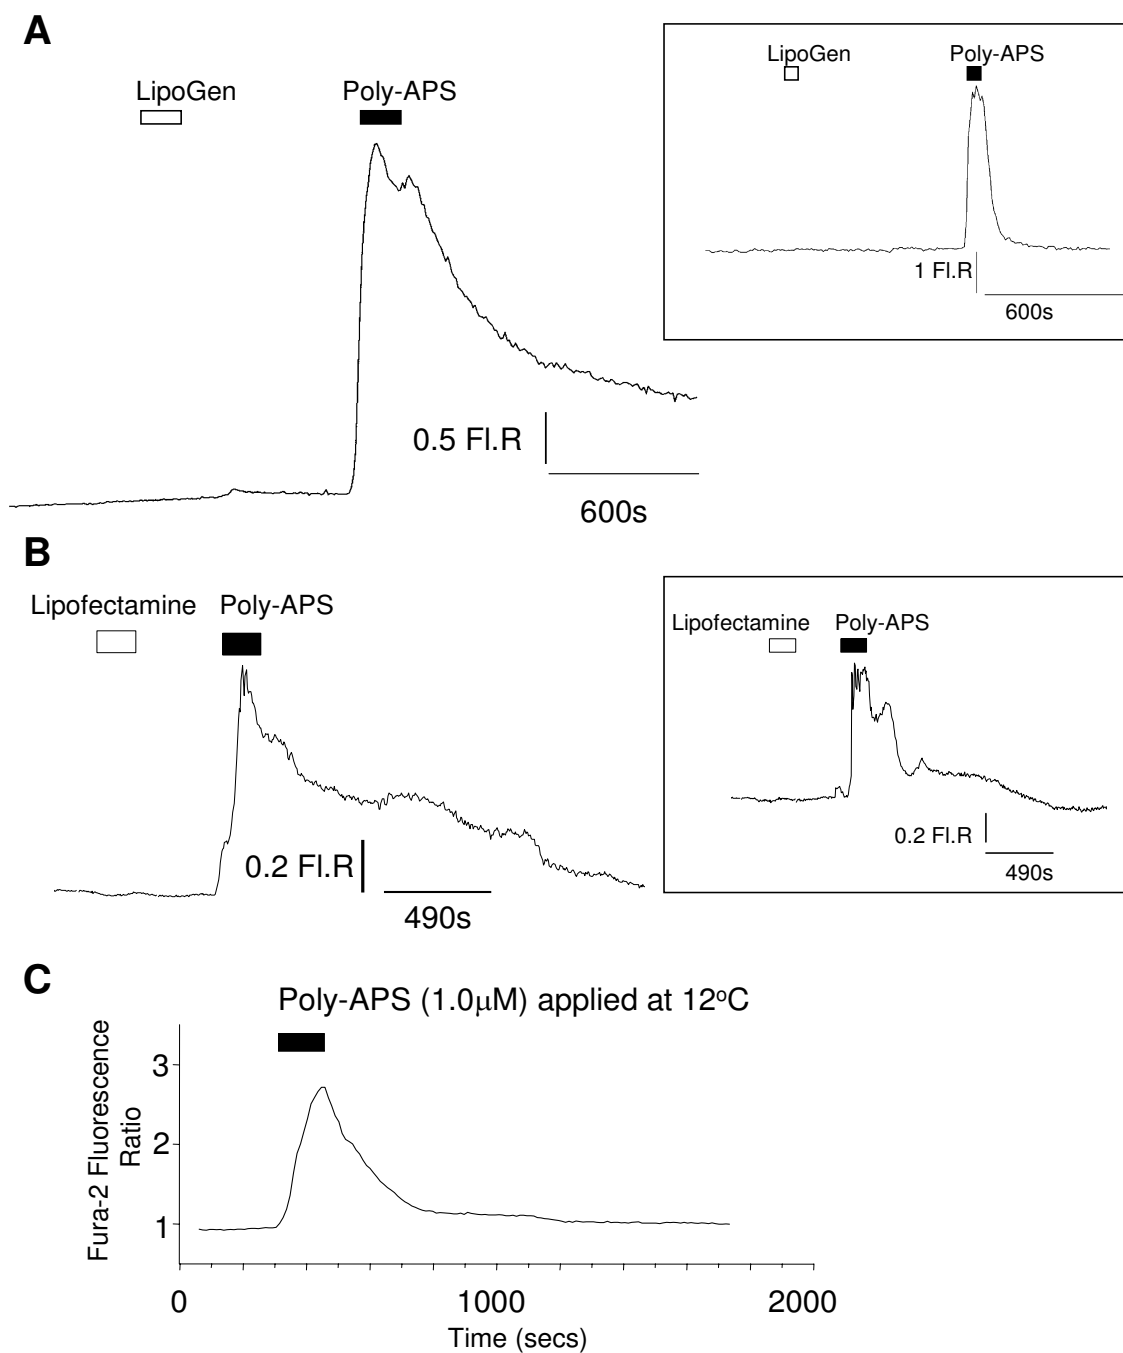 A
LipoGen
Poly-APS
0.5 Fl.R
600s
LipoGen
Poly-APS
1 Fl.R
600s
B
Lipofectamine
Poly-APS
0.2 Fl.R
490s
Lipofectamine
Poly-APS
0.2 Fl.R
490s
C
Poly-APS (1.0μM) applied at 12ºC
Fura-2 Fluorescence
Ratio
3
2
1
0
1000
2000
Time (secs)